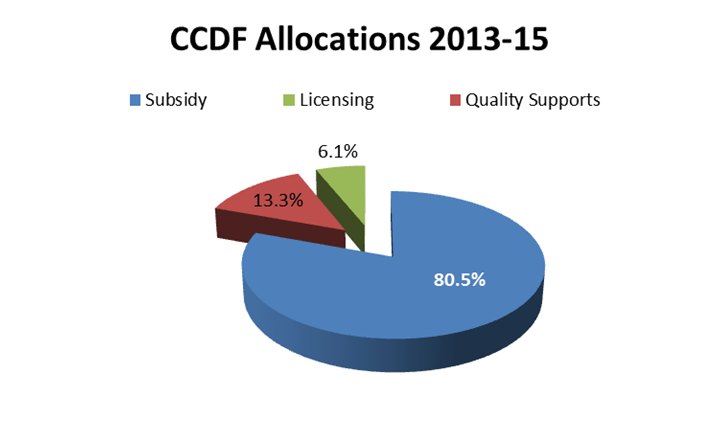 CCDF Allocations 2013-15
Subsidy Licensing Quality Supports
6.1%
13.3%
80.5%